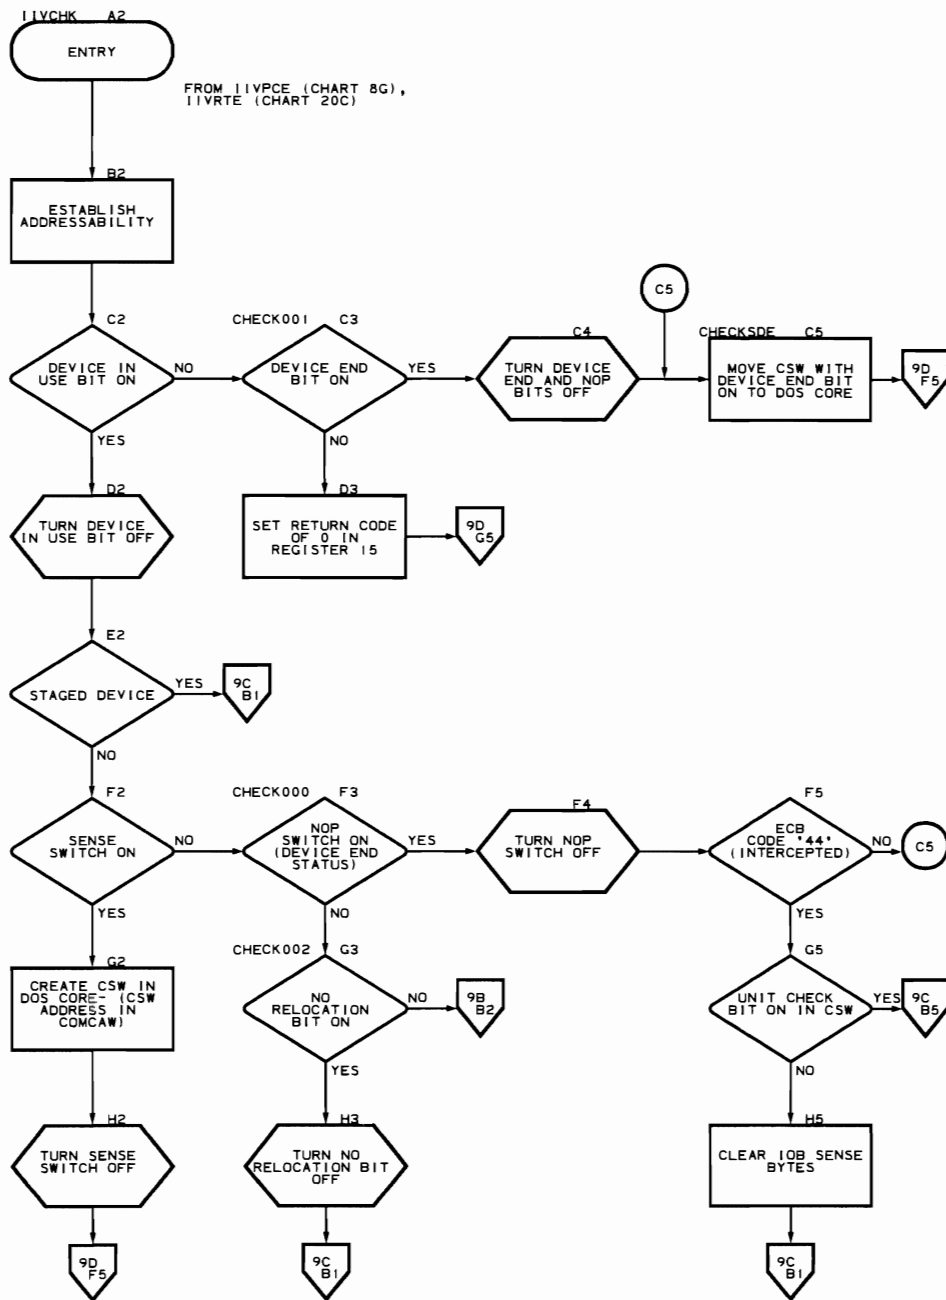 IIVCHK A2
ENTRY
FROM IIVPCE (CHART 8G),
IIVRTE (CHART 20C)
B2
ESTABLISH
ADDRESSABILITY
C5
C2
DEVICE IN
USE BIT ON
NO
YES
CHECK001 C3
DEVICE END
BIT ON
YES
NO
C4
TURN DEVICE
END AND NOP
BITS OFF
CHECKSDE C5
MOVE CSW WITH
DEVICE END BIT
ON TO DOS CORE
9D
F5
D2
TURN DEVICE
IN USE BIT OFF
D3
SET RETURN CODE
OF 0 IN
REGISTER 15
9D
G5
E2
STAGED DEVICE
YES
NO
9C
B1
F2
SENSE
SWITCH ON
NO
YES
CHECK000 F3
NOP
SWITCH ON
(DEVICE END
STATUS)
YES
NO
F4
TURN NOP
SWITCH OFF
F5
ECB
CODE '44'
(INTERCEPTED)
NO
YES
C5
G2
CREATE CSW IN
DOS CORE- (CSW
ADDRESS IN
COMCAW)
CHECK002 G3
NO
RELOCATION
BIT ON
NO
YES
9B
B2
G5
UNIT CHECK
BIT ON IN CSW
YES
NO
9C
B5
H2
TURN SENSE
SWITCH OFF
H3
TURN NO
RELOCATION BIT
OFF
H5
CLEAR IOB SENSE
BYTES
9D
F5
9C
B1
9C
B1